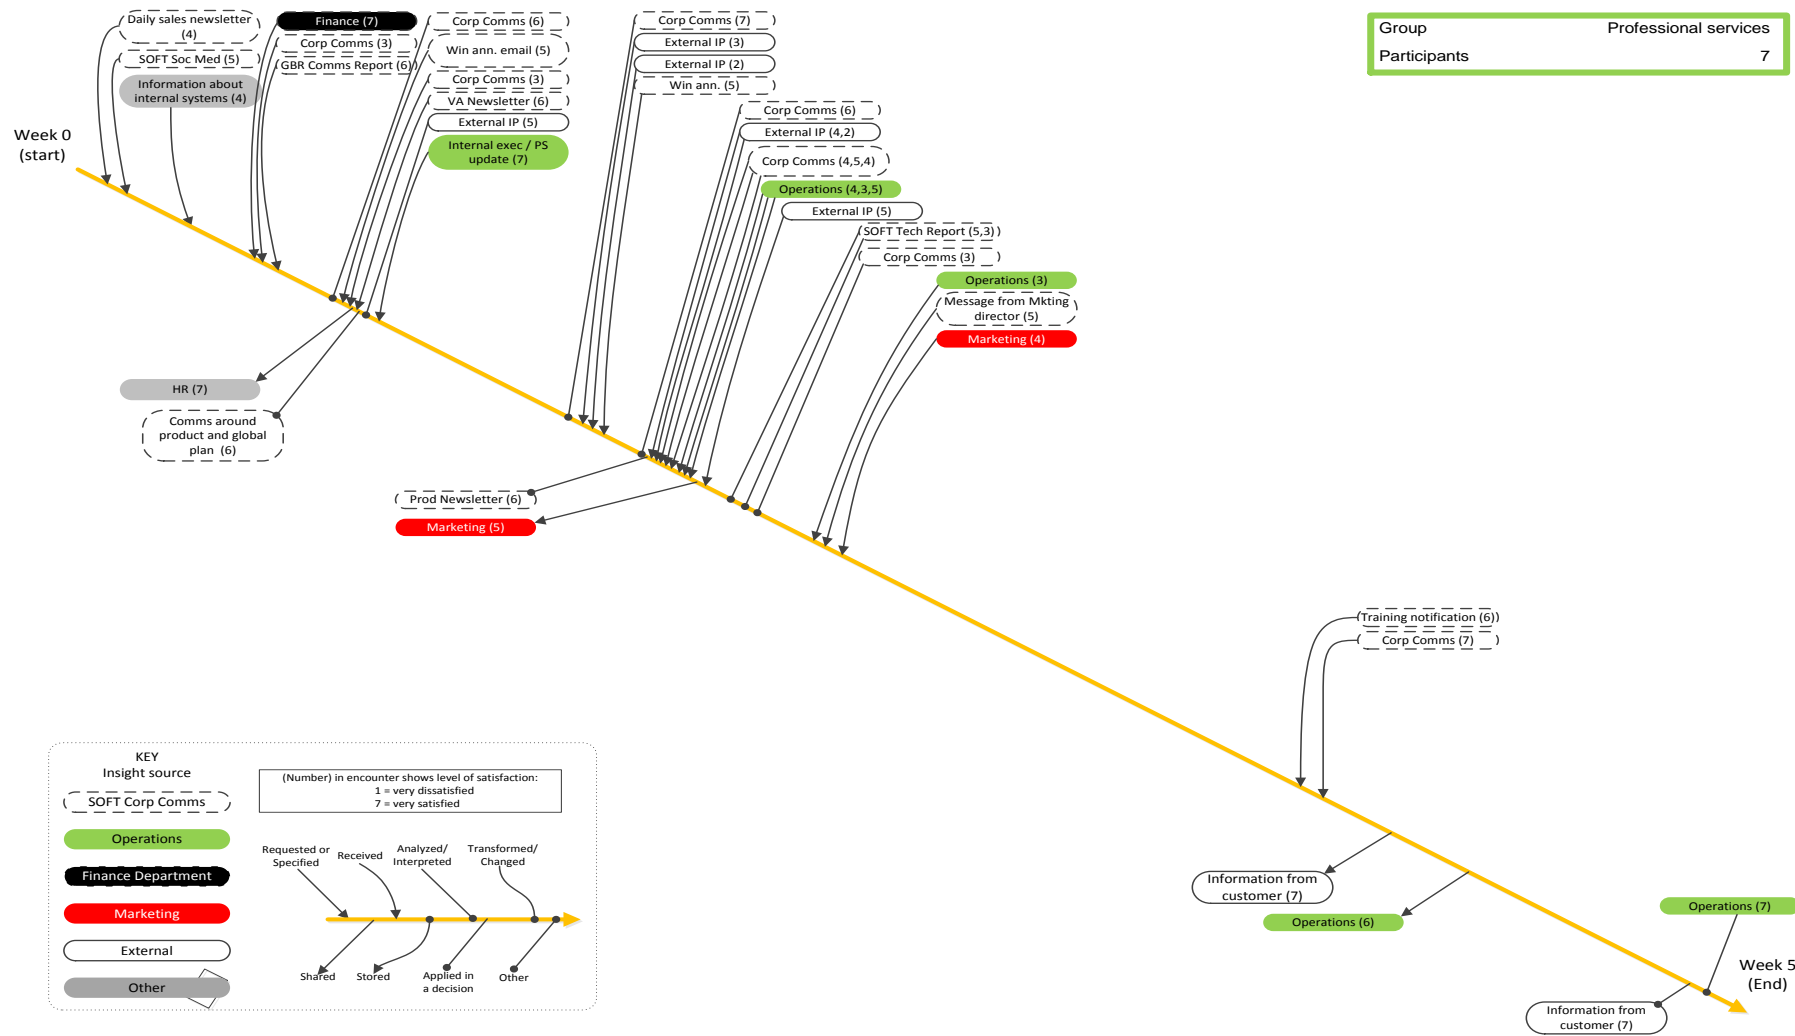 Daily sales newsletter
(4)
SOFT Soc Med (5)
Information about
internal systems (4)
Week 0
(start)
Finance (7)
Corp Comms (3)
GBR Comms Report (6)
Corp Comms (6)
Win ann. email (5)
Corp Comms (3)
VA Newsletter (6)
External IP (5)
Internal exec / PS
update (7)
Corp Comms (7)
External IP (3)
External IP (2)
Win ann. (5)
Corp Comms (6)
External IP (4,2)
Corp Comms (4,5,4)
Operations (4,3,5)
External IP (5)
SOFT Tech Report (5,3)
Corp Comms (3)
Operations (3)
Message from Mkting
director (5)
Marketing (4)
Group Professional services
Participants 7
HR (7)
Comms around
product and global
plan (6)
Prod Newsletter (6)
Marketing (5)
Training notification (6)
Corp Comms (7)
Information from
customer (7)
Operations (6)
Operations (7)
Week 5
(End)
Information from
customer (7)
KEY
Insight source
SOFT Corp Comms
Operations
Finance Department
Marketing
External
Other
(Number) in encounter shows level of satisfaction:
1 = very dissatisfied
7 = very satisfied
Requested or
Specified
Received
Analyzed/
Interpreted
Transformed/
Changed
Shared
Stored
Applied in
a decision
Other